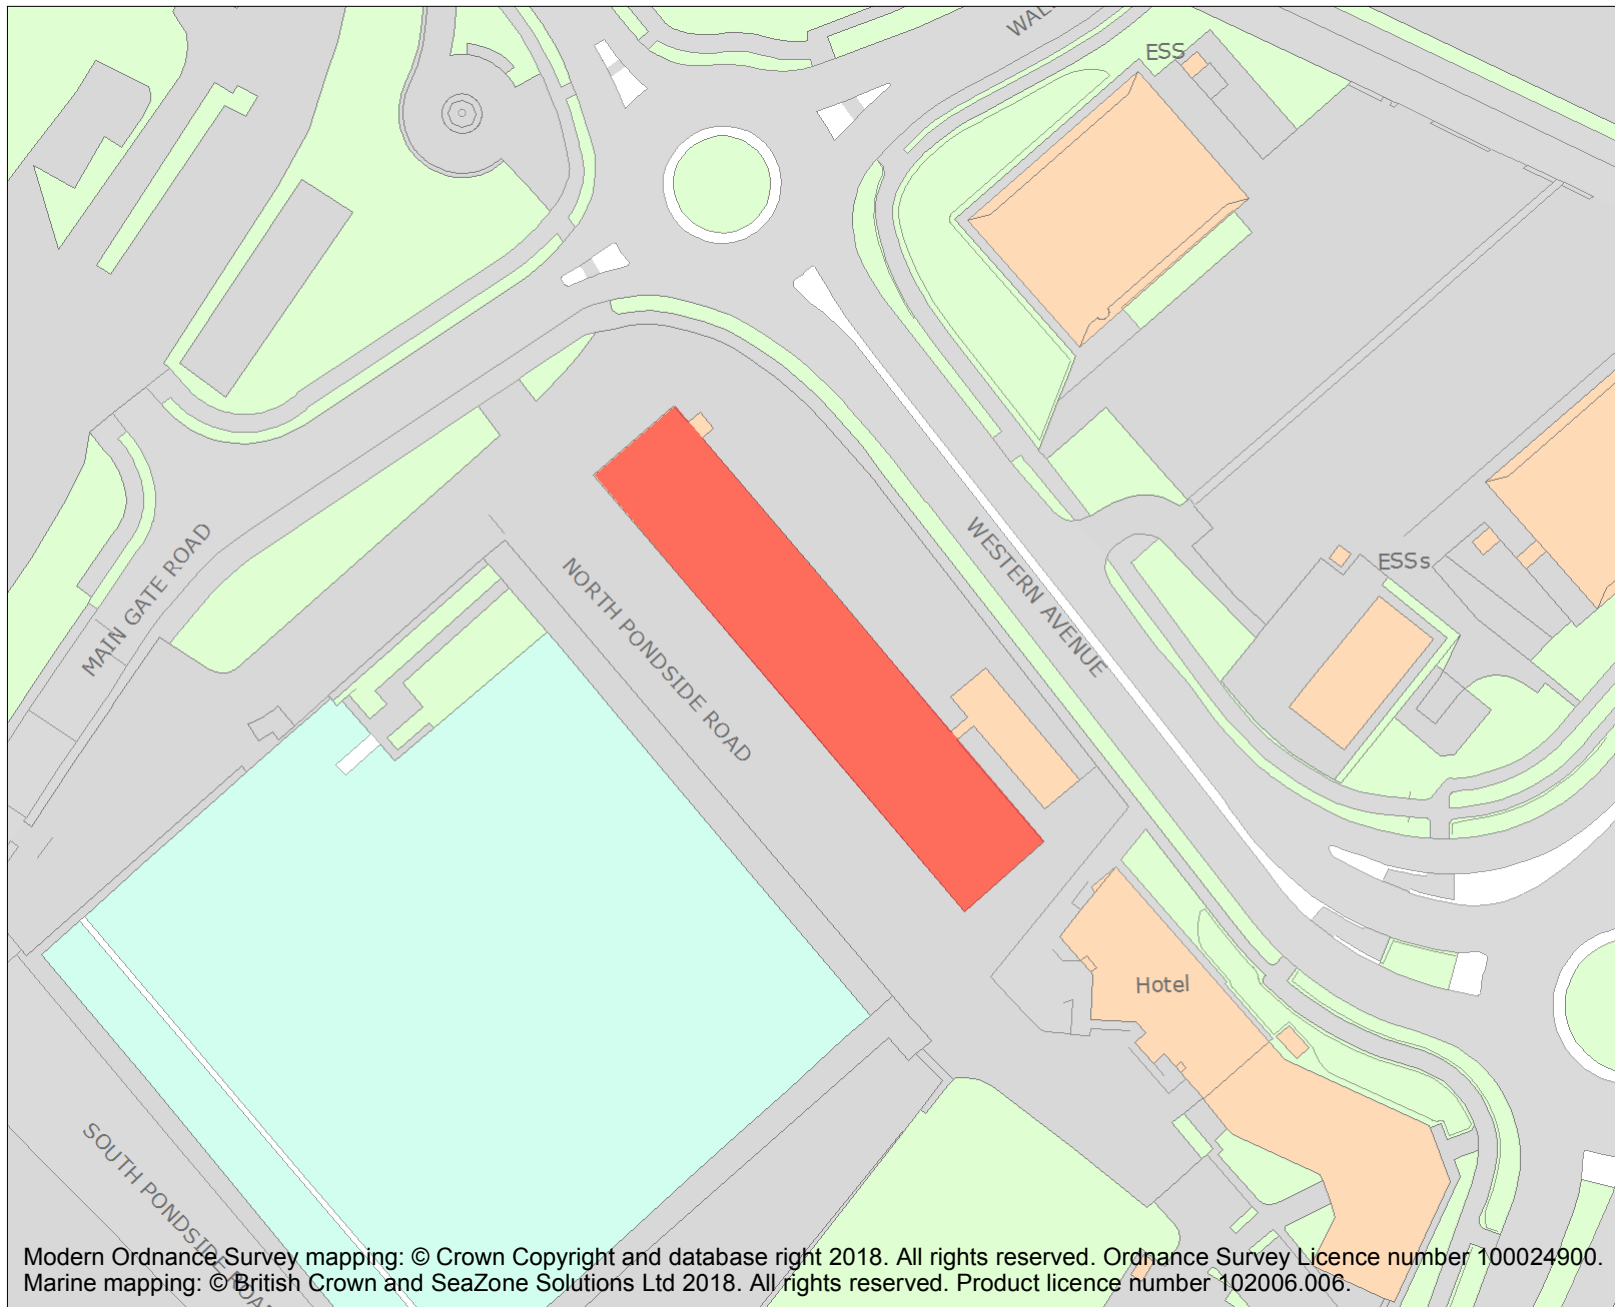 WAL
ESS
MAIN GATE ROAD
NORTH PONDSIDE ROAD
WESTERN AVENUE
ESSs
Hotel
SOUTH PONDSIDE ROAD
Modern Ordnance Survey mapping: © Crown Copyright and database right 2018. All rights reserved. Ordnance Survey Licence number 100024900.
Marine mapping: © British Crown and SeaZone Solutions Ltd 2018. All rights reserved. Product licence number 102006.006.